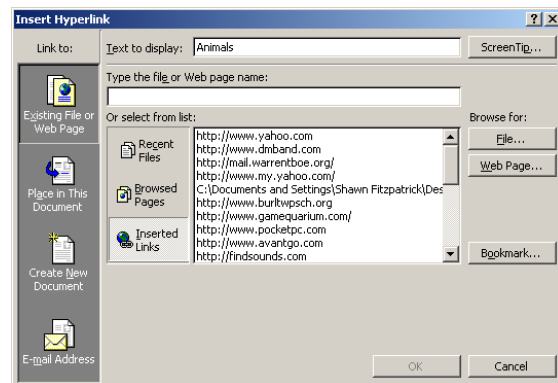 Insert Hyperlink
Link to:
Text to display: Animals
ScreenTip...
Type the file or Web page name:
Existing File or
Web Page
Or select from list:
Browse for:
Recent
Files
Browsed
Pages
Inserted
Links
http://www.yahoo.com
http://www.dmband.com
http://mail.warrentboe.org/
http://www.my.yahoo.com/
C:\Documents and Settings\Shawn Fitzpatrick\Des
http://www.burltwpsch.org
http://www.gamequarium.com/
http://www.pocketpc.com
http://www.avantgo.com
http://findsounds.com
File...
Web Page...
Bookmark...
Place in This
Document
Create New
Document
E-mail Address
OK
Cancel